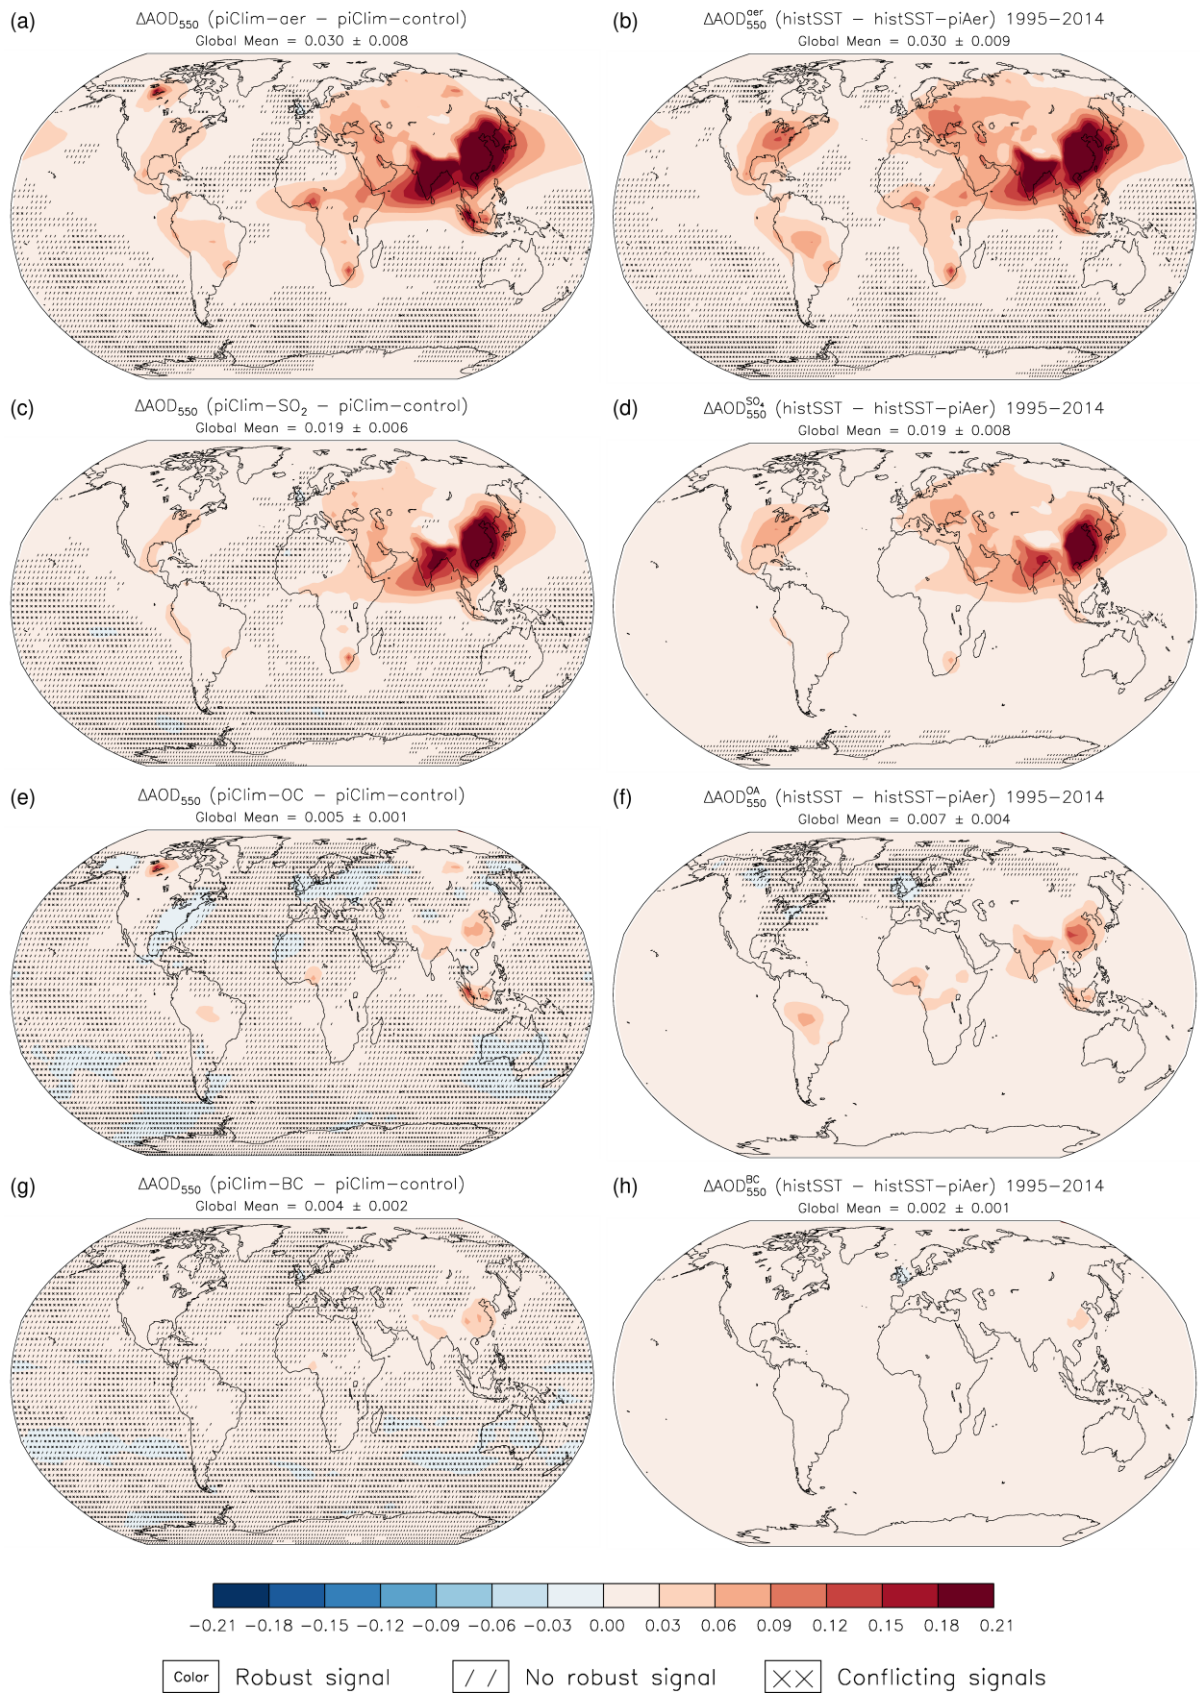 (a) ΔAOD₅₅₀ (piClim-aer - piClim-control)
Global Mean = 0.030 ± 0.008
(b) ΔAOD₅₅₀ᵃᵉʳ (histSST - histSST-piAer) 1995-2014
Global Mean = 0.030 ± 0.009
(c) ΔAOD₅₅₀ (piClim-SO₂ - piClim-control)
Global Mean = 0.019 ± 0.006
(d) ΔAOD₅₅₀^SO₄ (histSST - histSST-piAer) 1995-2014
Global Mean = 0.019 ± 0.008
(e) ΔAOD₅₅₀ (piClim-OC - piClim-control)
Global Mean = 0.005 ± 0.001
(f) ΔAOD₅₅₀^OA (histSST - histSST-piAer) 1995-2014
Global Mean = 0.007 ± 0.004
(g) ΔAOD₅₅₀ (piClim-BC - piClim-control)
Global Mean = 0.004 ± 0.002
(h) ΔAOD₅₅₀^BC (histSST - histSST-piAer) 1995-2014
Global Mean = 0.002 ± 0.001
-0.21 -0.18 -0.15 -0.12 -0.09 -0.06 -0.03 0.00 0.03 0.06 0.09 0.12 0.15 0.18 0.21
Color Robust signal // No robust signal XX Conflicting signals